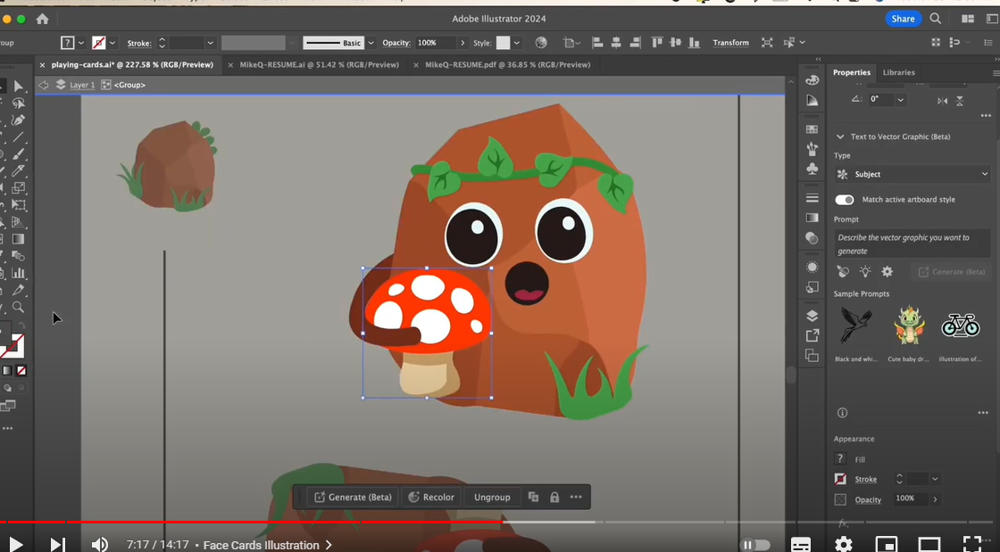 Adobe Illustrator 2024
Share
Stroke:
Basic
Opacity:
100%
Style:
Transform
× playing-cards.ai* @ 227.58 % (RGB/Preview)
× MikeQ-RESUME.ai @ 51.42 % (RGB/Preview)
× MikeQ-RESUME.pdf @ 36.85 % (RGB/Preview)
Properties
Libraries
Layer 1
<Group>
0°
Text to Vector Graphic (Beta)
Type
Subject
Match active artboard style
Prompt
Describe the vector graphic you want to
generate
Generate (Beta)
Sample Prompts
Black and whi...
Cute baby dr...
Illustration of...
Appearance
? Fill
Stroke
Opacity
100%
fx.
Generate (Beta)
Recolor
Ungroup
7:17 / 14:17 • Face Cards Illustration >